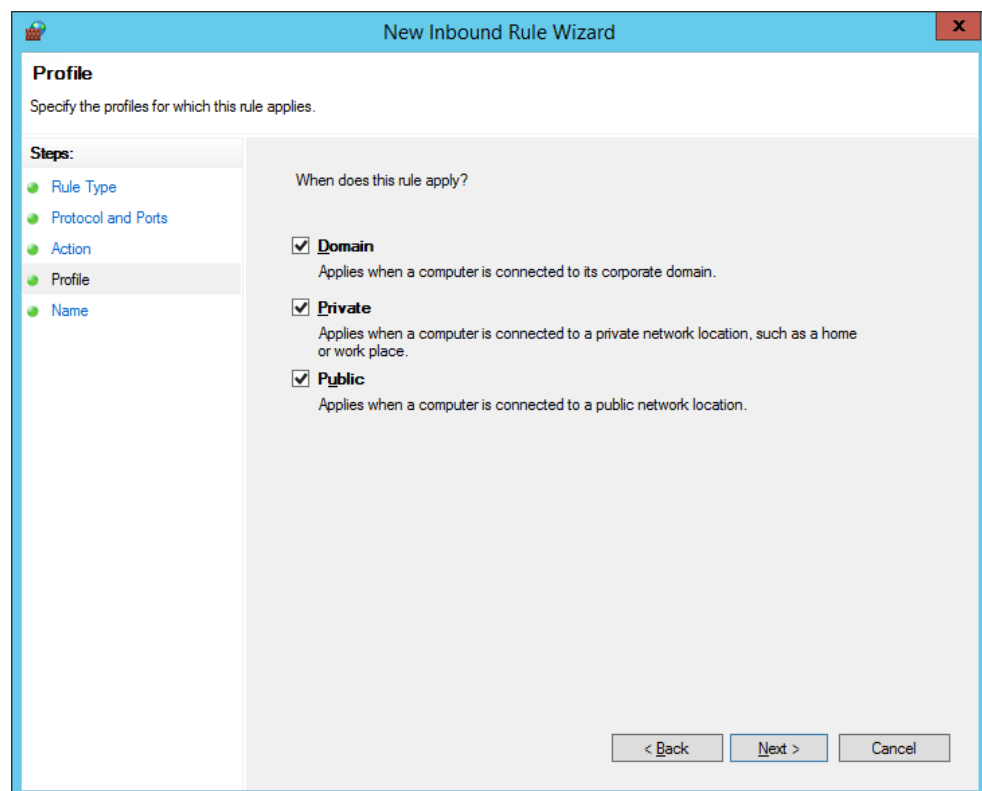 New Inbound Rule Wizard
x
Profile
Specify the profiles for which this rule applies.
Steps:
Rule Type
Protocol and Ports
Action
Profile
Name
When does this rule apply?
Domain
Applies when a computer is connected to its corporate domain.
Private
Applies when a computer is connected to a private network location, such as a home
or work place.
Public
Applies when a computer is connected to a public network location.
< Back
Next >
Cancel